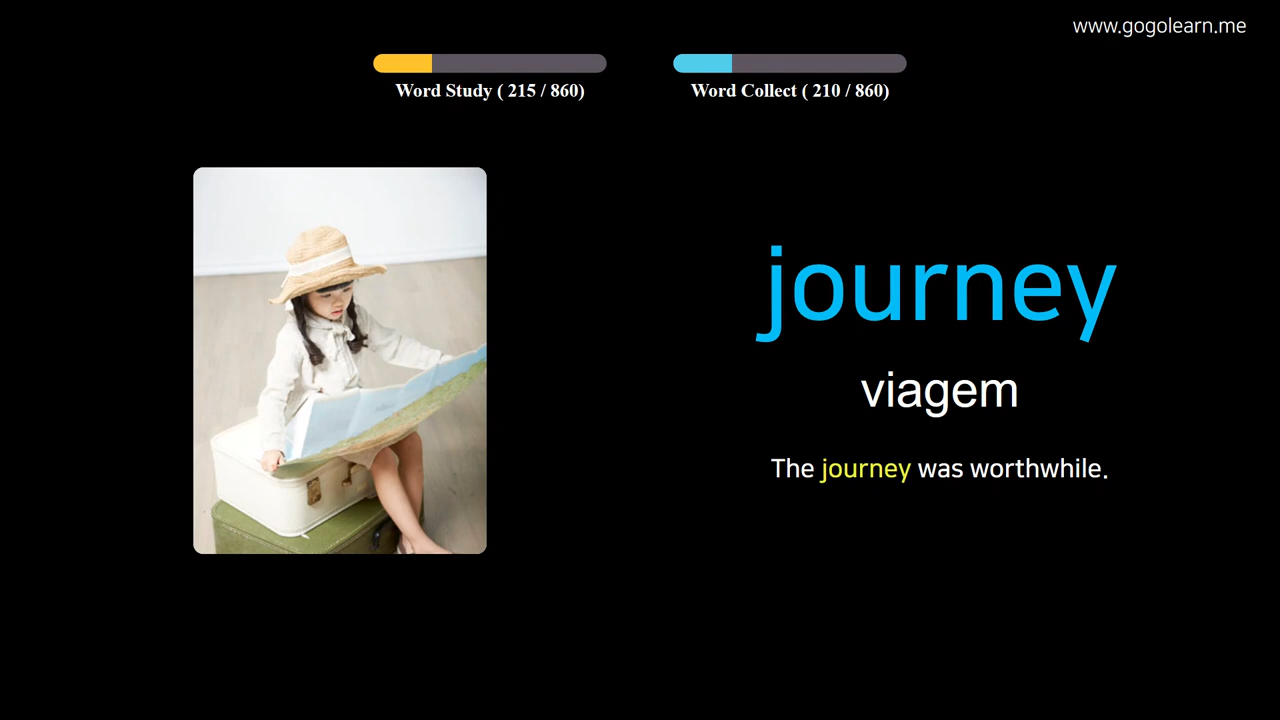 www.gogolearn.me
Word Study ( 215 / 860)
Word Collect ( 210 / 860)
journey
viagem
The journey was worthwhile.